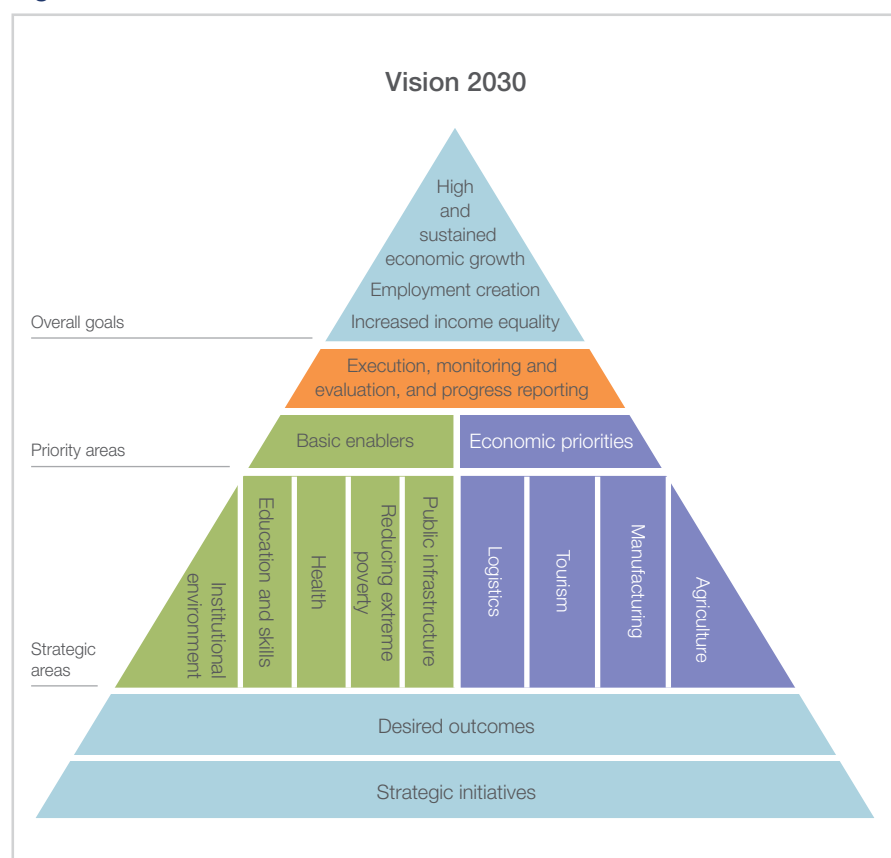 Vision 2030
High
and
sustained
economic growth
Employment creation
Increased income equality
Overall goals
Execution, monitoring and
evaluation, and progress reporting
Priority areas
Basic enablers
Economic priorities
Strategic
areas
Institutional
environment
Education and skills
Health
Reducing extreme
poverty
Public infrastructure
Logistics
Tourism
Manufacturing
Agriculture
Desired outcomes
Strategic initiatives